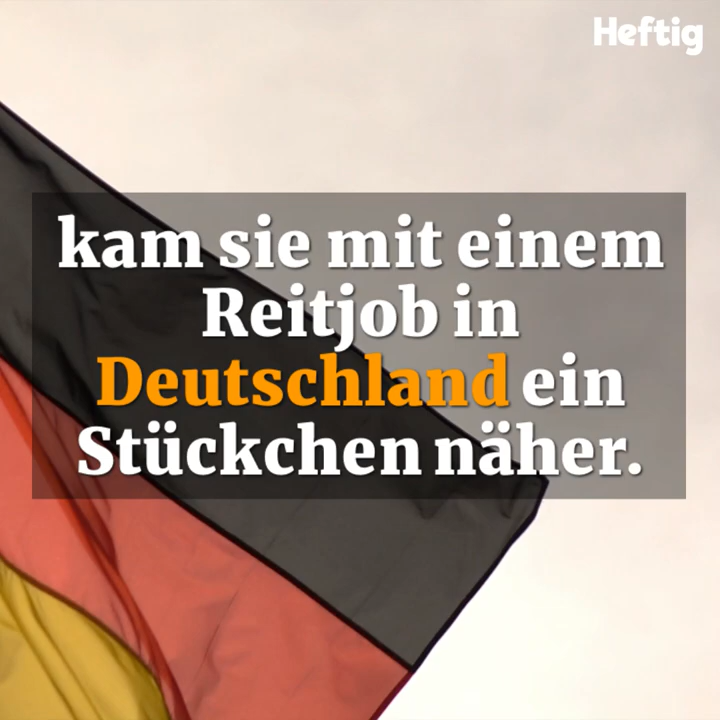 Heftig
kam sie mit einem
Reitjob in
Deutschland ein
Stückchen näher.